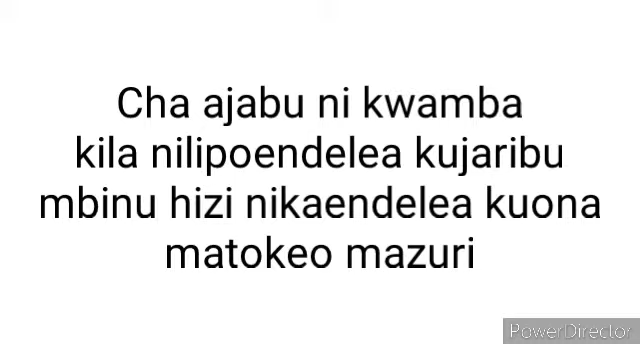 Cha ajabu ni kwamba
kila nilipoendelea kujaribu
mbinu hizi nikaendelea kuona
matokeo mazuri
PowerDirector